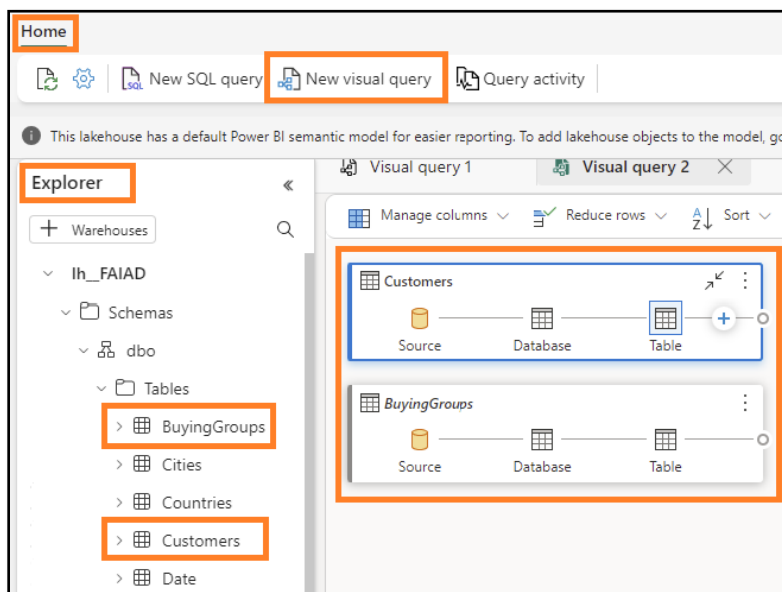 Home
New SQL query
New visual query
Query activity
This lakehouse has a default Power BI semantic model for easier reporting. To add lakehouse objects to the model, go
Explorer
Visual query 1
Visual query 2
+ Warehouses
Manage columns
Reduce rows
Sort
lh__FAIAD
Schemas
dbo
Tables
BuyingGroups
Cities
Countries
Customers
Date
Customers
Source
Database
Table
BuyingGroups
Source
Database
Table